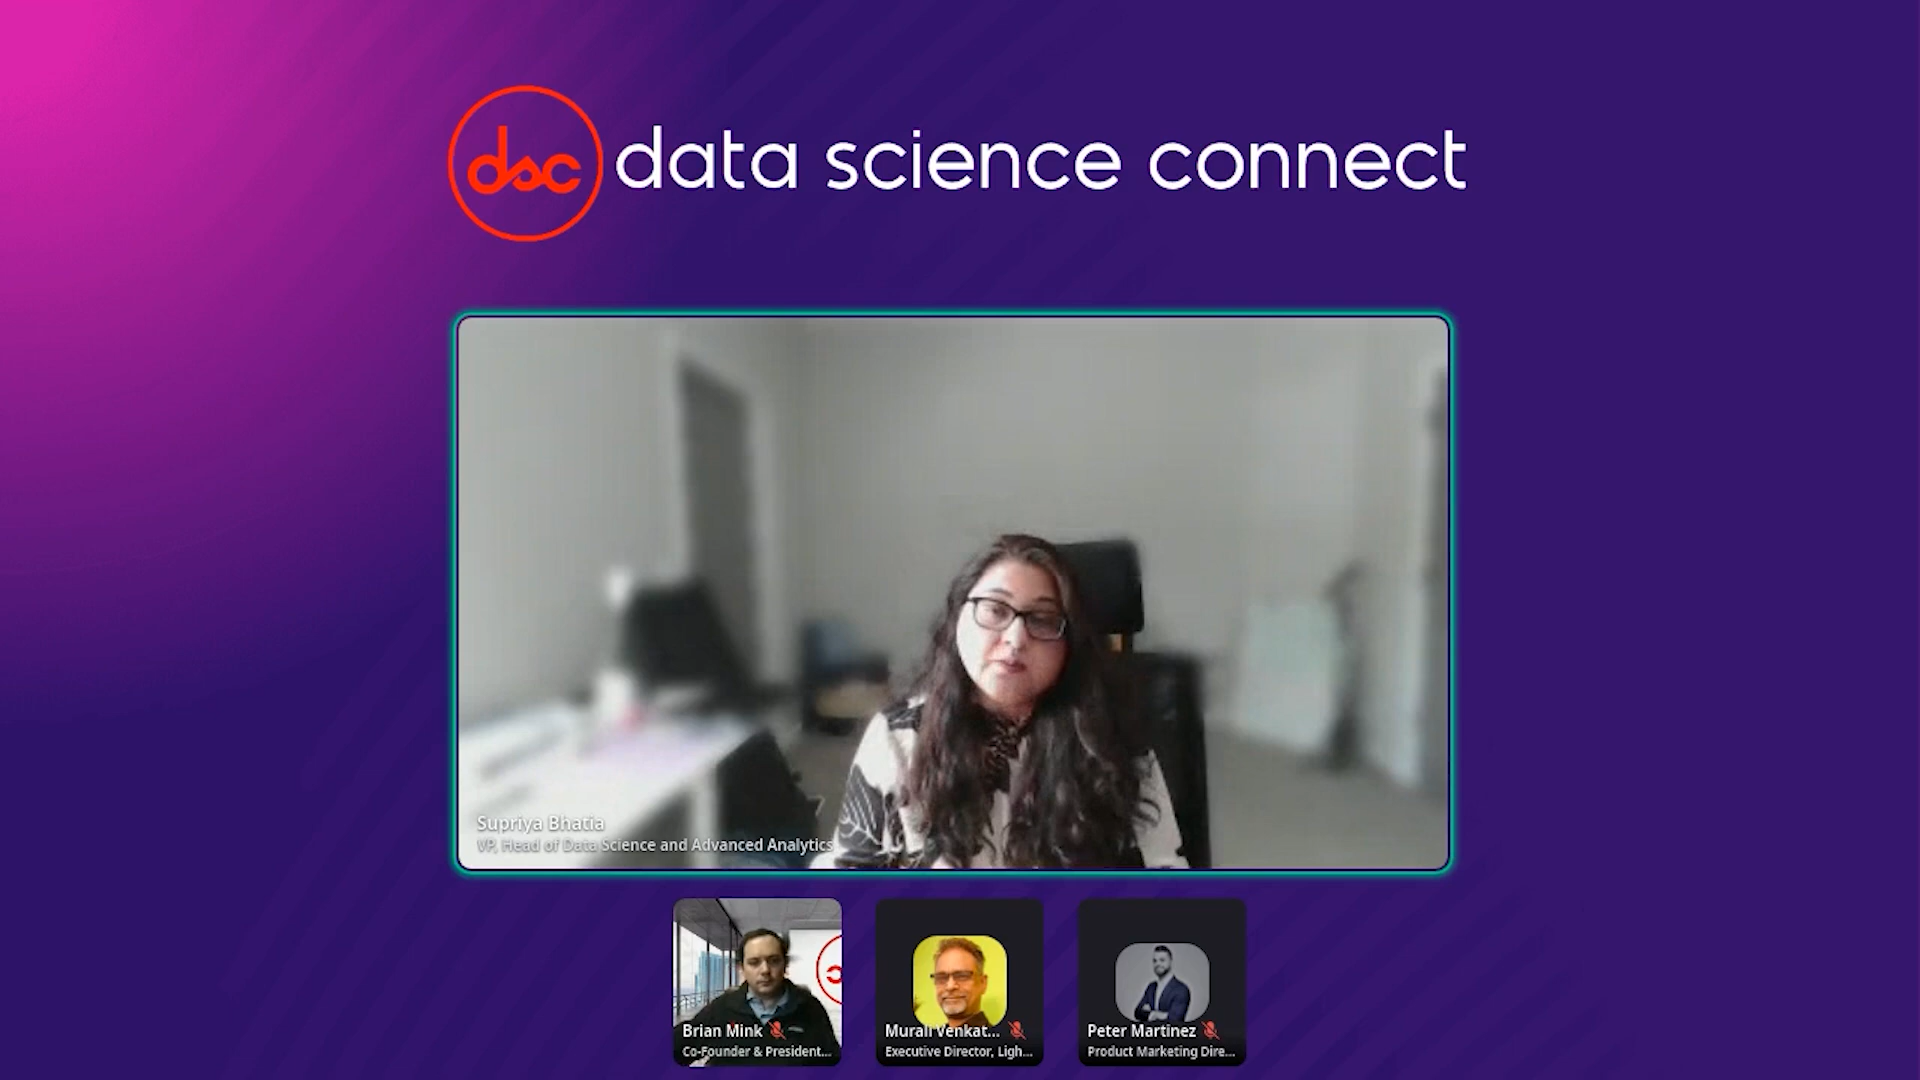 dsc data science connect
Supriya Bhatia
VP, Head of Data Science and Advanced Analytics
Brian Mink
Co-Founder & President...
Murali Venkat...
Executive Director, Ligh...
Peter Martinez
Product Marketing Dire...